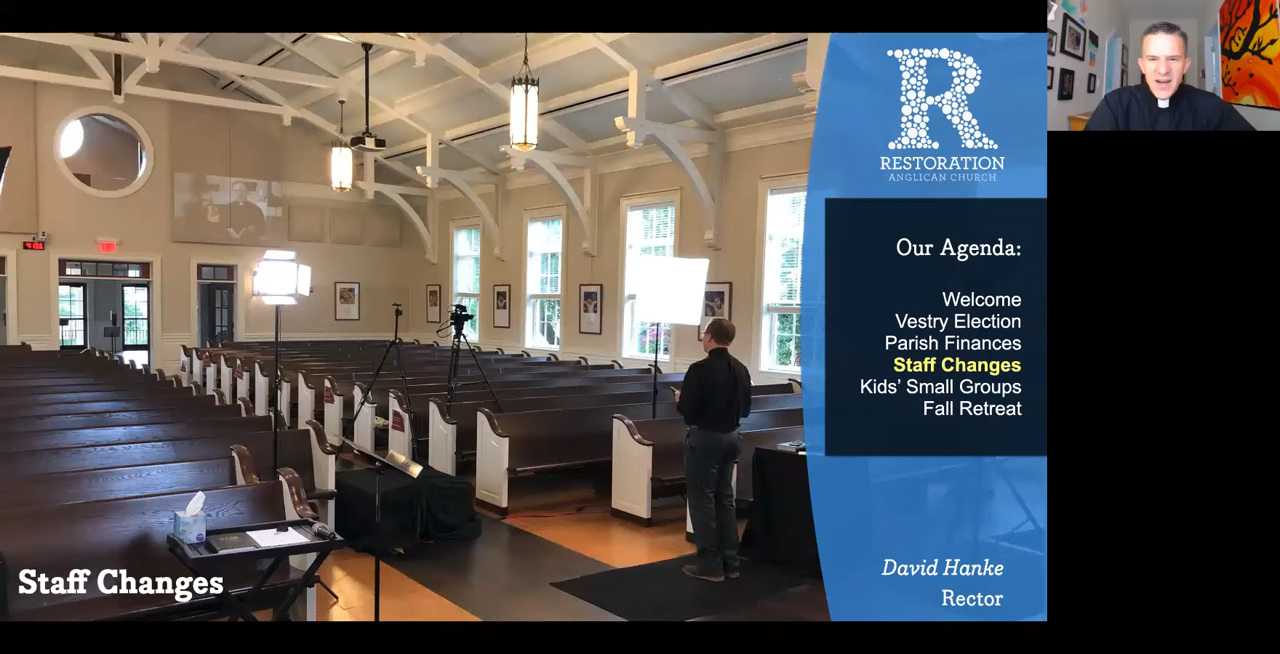 RESTORATION
ANGLICAN CHURCH
Our Agenda:
Welcome
Vestry Election
Parish Finances
Staff Changes
Kids' Small Groups
Fall Retreat
Staff Changes
David Hanke
Rector